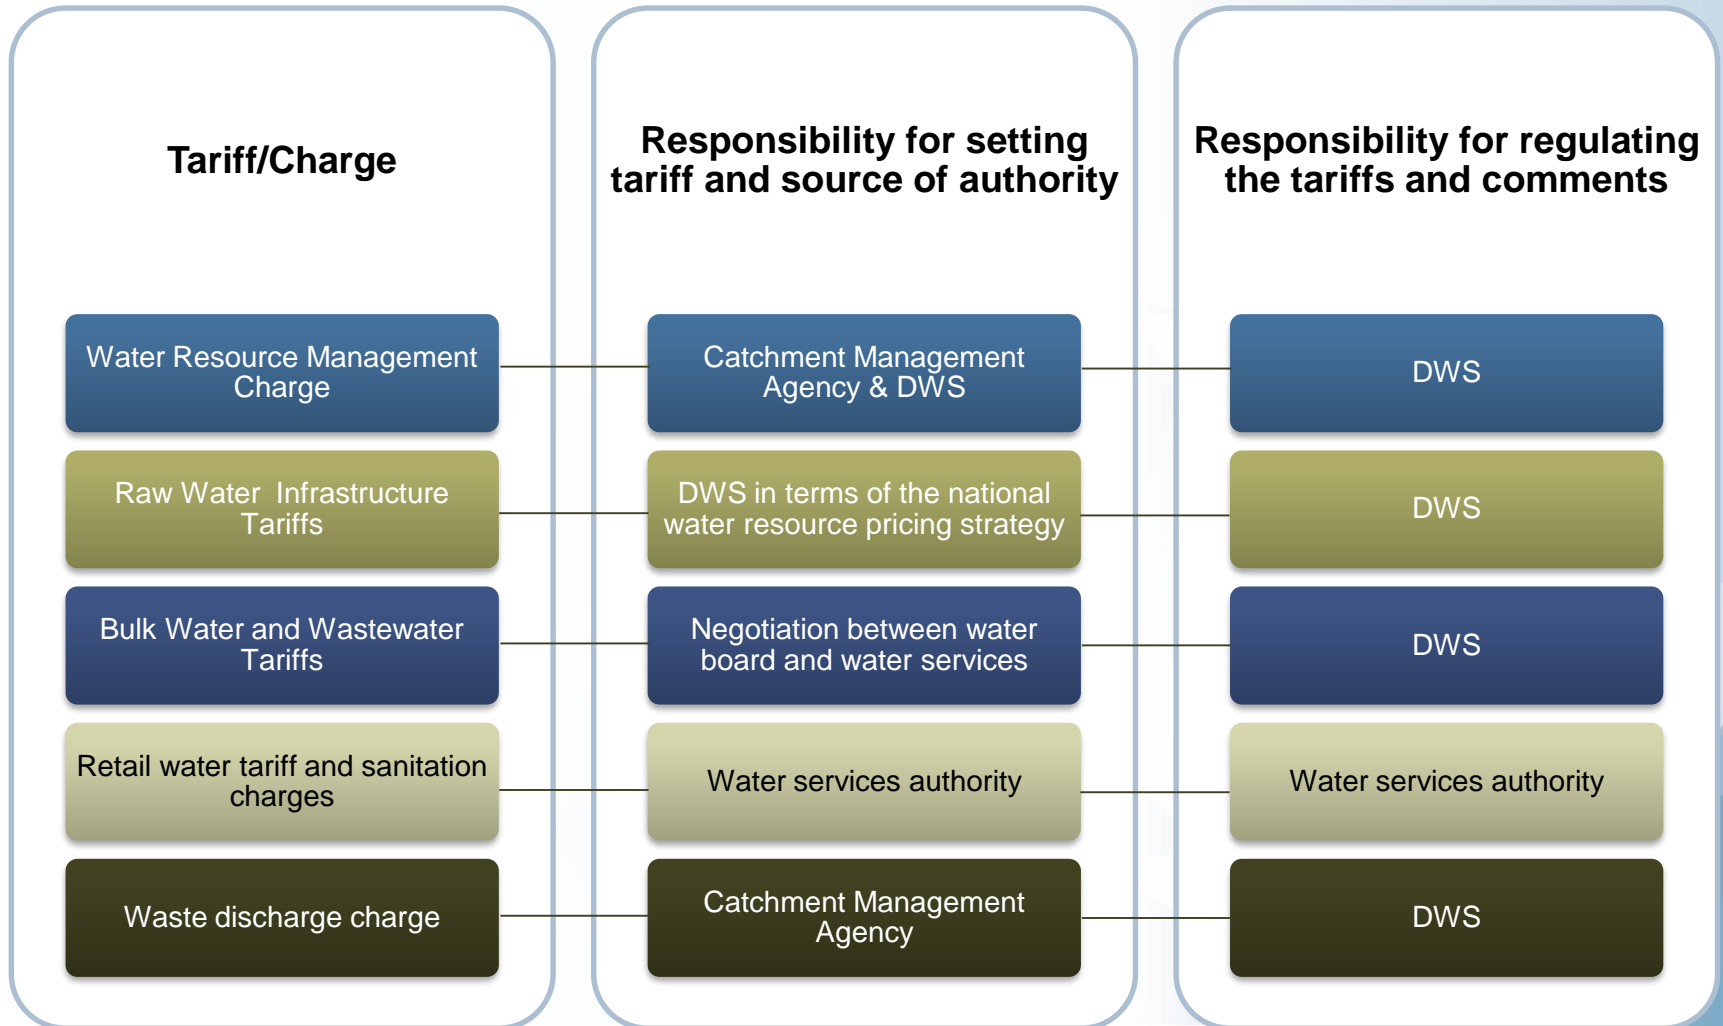 Tariff/Charge
Responsibility for setting
tariff and source of authority
Responsibility for regulating
the tariffs and comments
Water Resource Management
Charge
Catchment Management
Agency & DWS
DWS
Raw Water Infrastructure
Tariffs
DWS in terms of the national
water resource pricing strategy
DWS
Bulk Water and Wastewater
Tariffs
Negotiation between water
board and water services
DWS
Retail water tariff and sanitation
charges
Water services authority
Water services authority
Waste discharge charge
Catchment Management
Agency
DWS